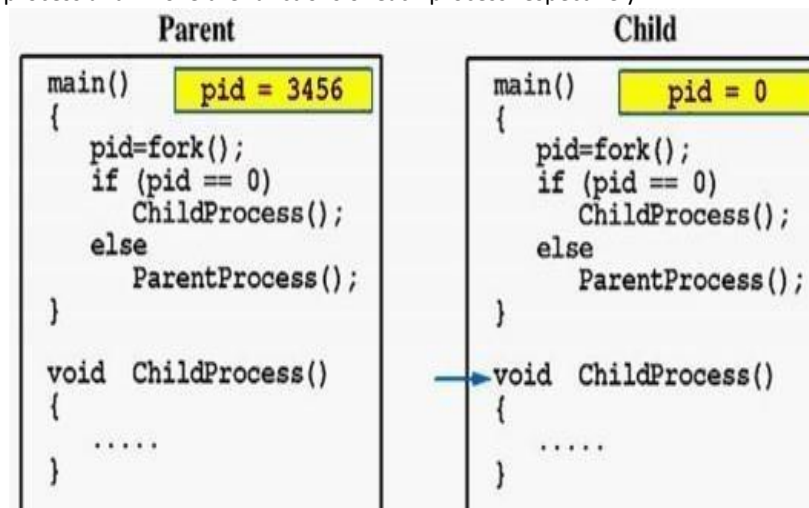 Parent
main() pid = 3456
{
pid=fork();
if (pid == 0)
ChildProcess();
else
ParentProcess();
}
void ChildProcess()
{
.....
}
Child
main() pid = 0
{
pid=fork();
if (pid == 0)
ChildProcess();
else
ParentProcess();
}
void ChildProcess()
{
.....
}